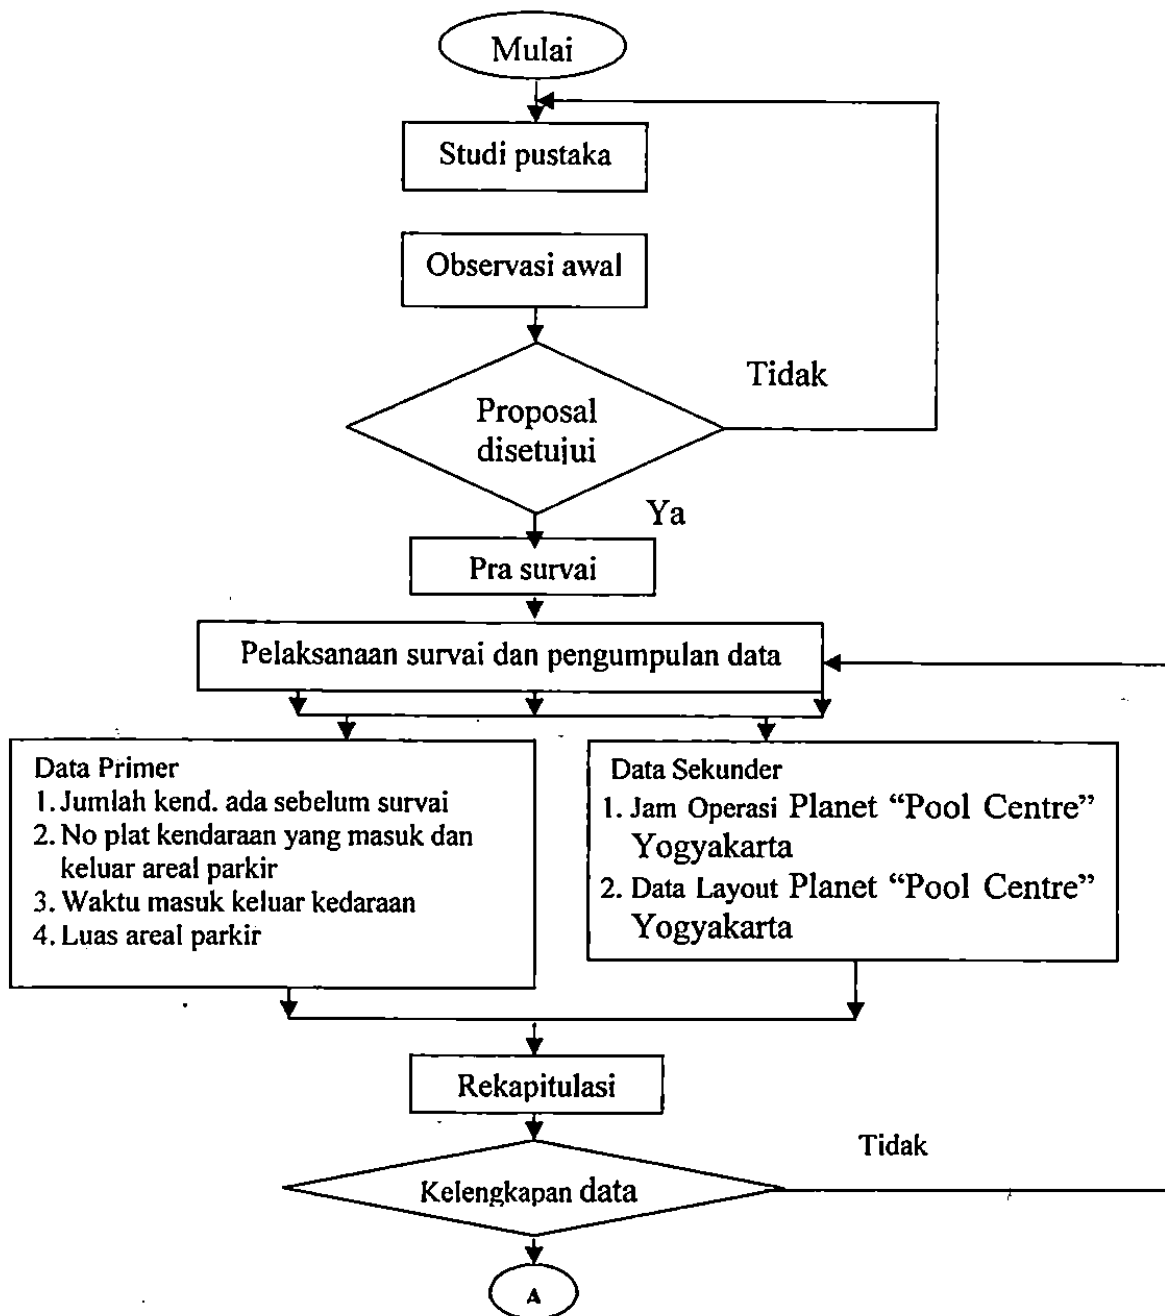 Mulai
Studi pustaka
Observasi awal
Tidak
Proposal
disetujui
Ya
Pra survai
Pelaksanaan survai dan pengumpulan data
Data Primer
1. Jumlah kend. ada sebelum survai
2. No plat kendaraan yang masuk dan
keluar areal parkir
3. Waktu masuk keluar kedaraan
4. Luas areal parkir
Data Sekunder
1. Jam Operasi Planet “Pool Centre”
Yogyakarta
2. Data Layout Planet “Pool Centre”
Yogyakarta
Rekapitulasi
Tidak
Kelengkapan data
A